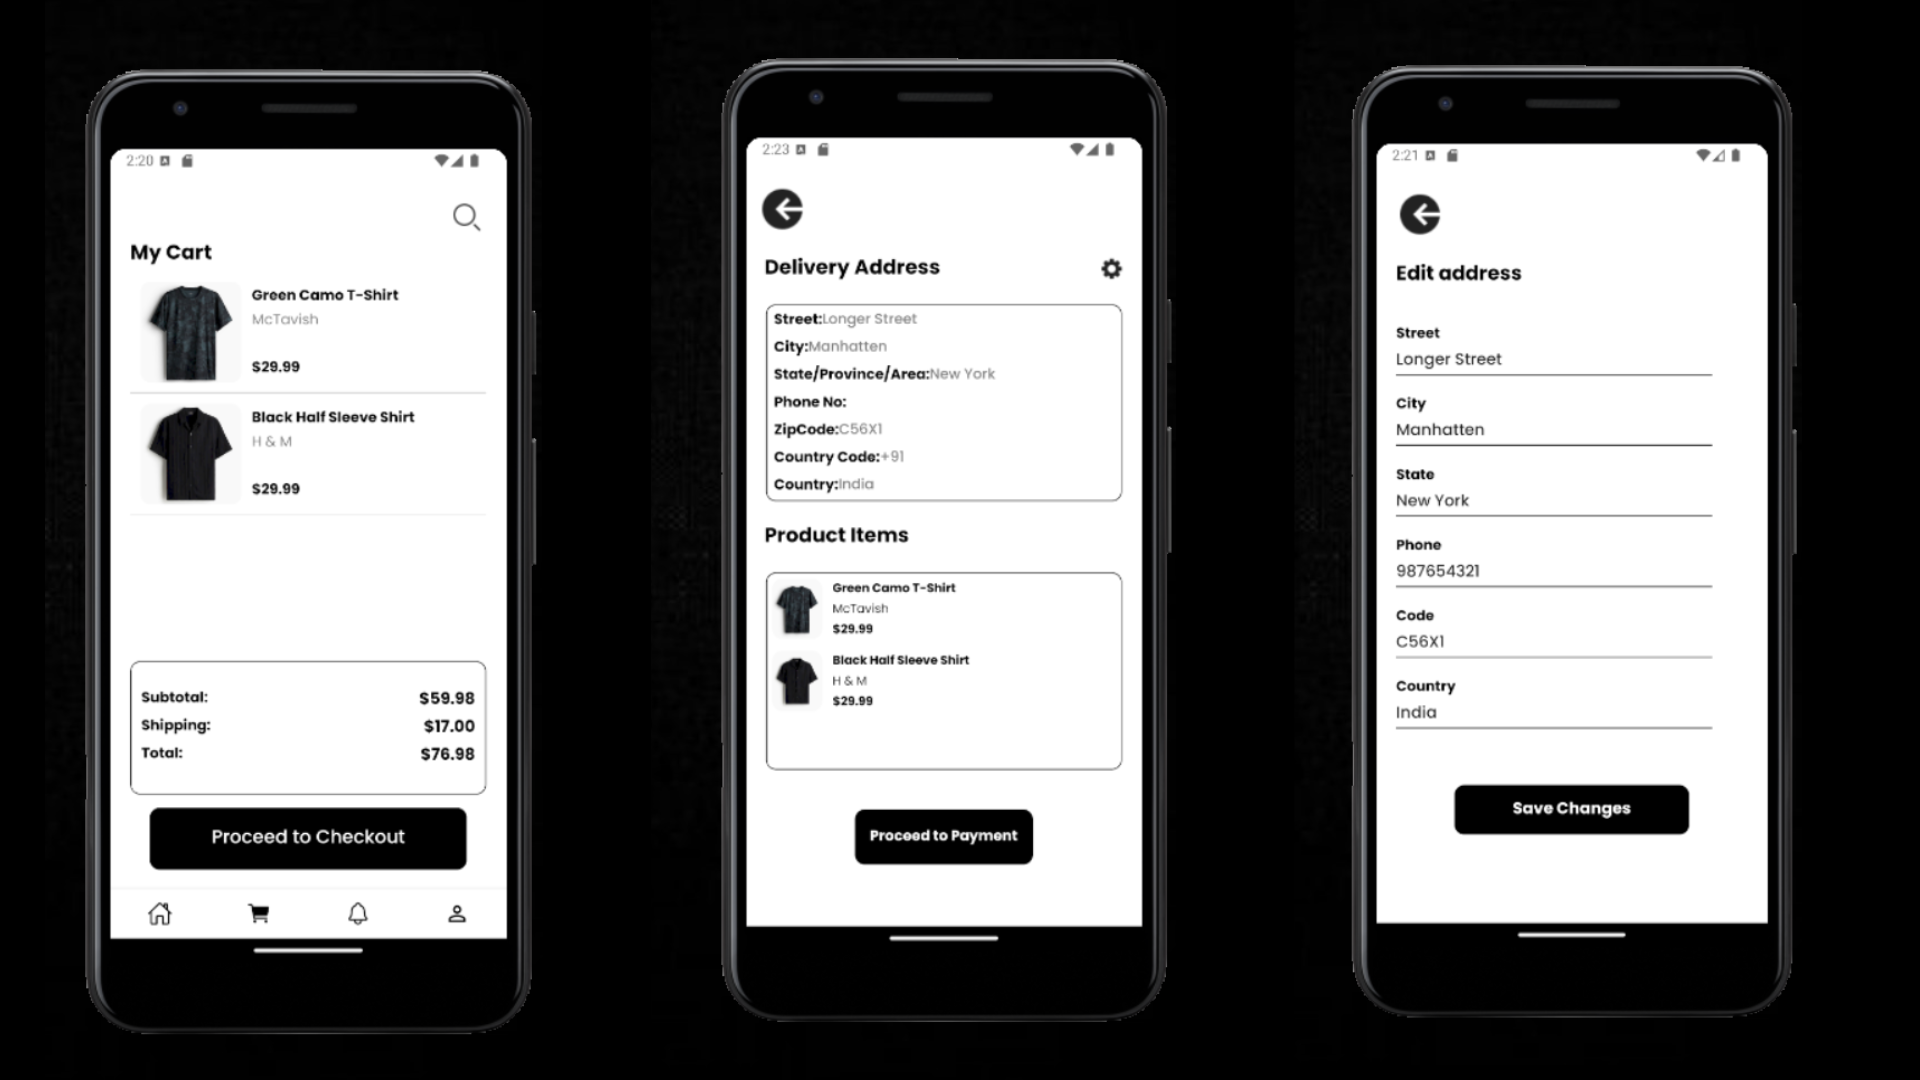 2:20
My Cart
Green Camo T-Shirt
McTavish
$29.99
Black Half Sleeve Shirt
H & M
$29.99
Subtotal: $59.98
Shipping: $17.00
Total: $76.98
Proceed to Checkout
2:23
Delivery Address
Street:Longer Street
City:Manhatten
State/Province/Area:New York
Phone No:
ZipCode:C56X1
Country Code:+91
Country:India
Product Items
Green Camo T-Shirt
McTavish
$29.99
Black Half Sleeve Shirt
H & M
$29.99
Proceed to Payment
2:21
Edit address
Street
Longer Street
City
Manhatten
State
New York
Phone
987654321
Code
C56X1
Country
India
Save Changes